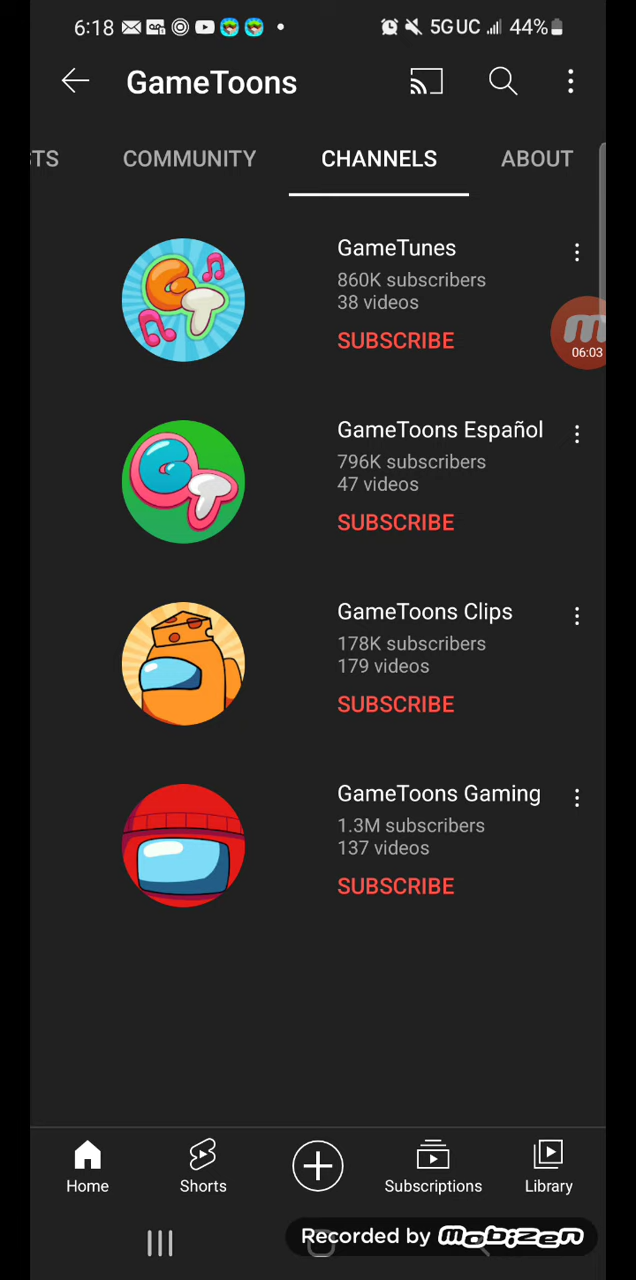 6:18
5GUC
44%
GameToons
STS
COMMUNITY
CHANNELS
ABOUT
GameTunes
860K subscribers
38 videos
SUBSCRIBE
06:03
GameToons Español
796K subscribers
47 videos
SUBSCRIBE
GameToons Clips
178K subscribers
179 videos
SUBSCRIBE
GameToons Gaming
1.3M subscribers
137 videos
SUBSCRIBE
Home
Shorts
Subscriptions
Library
Recorded by mobizen